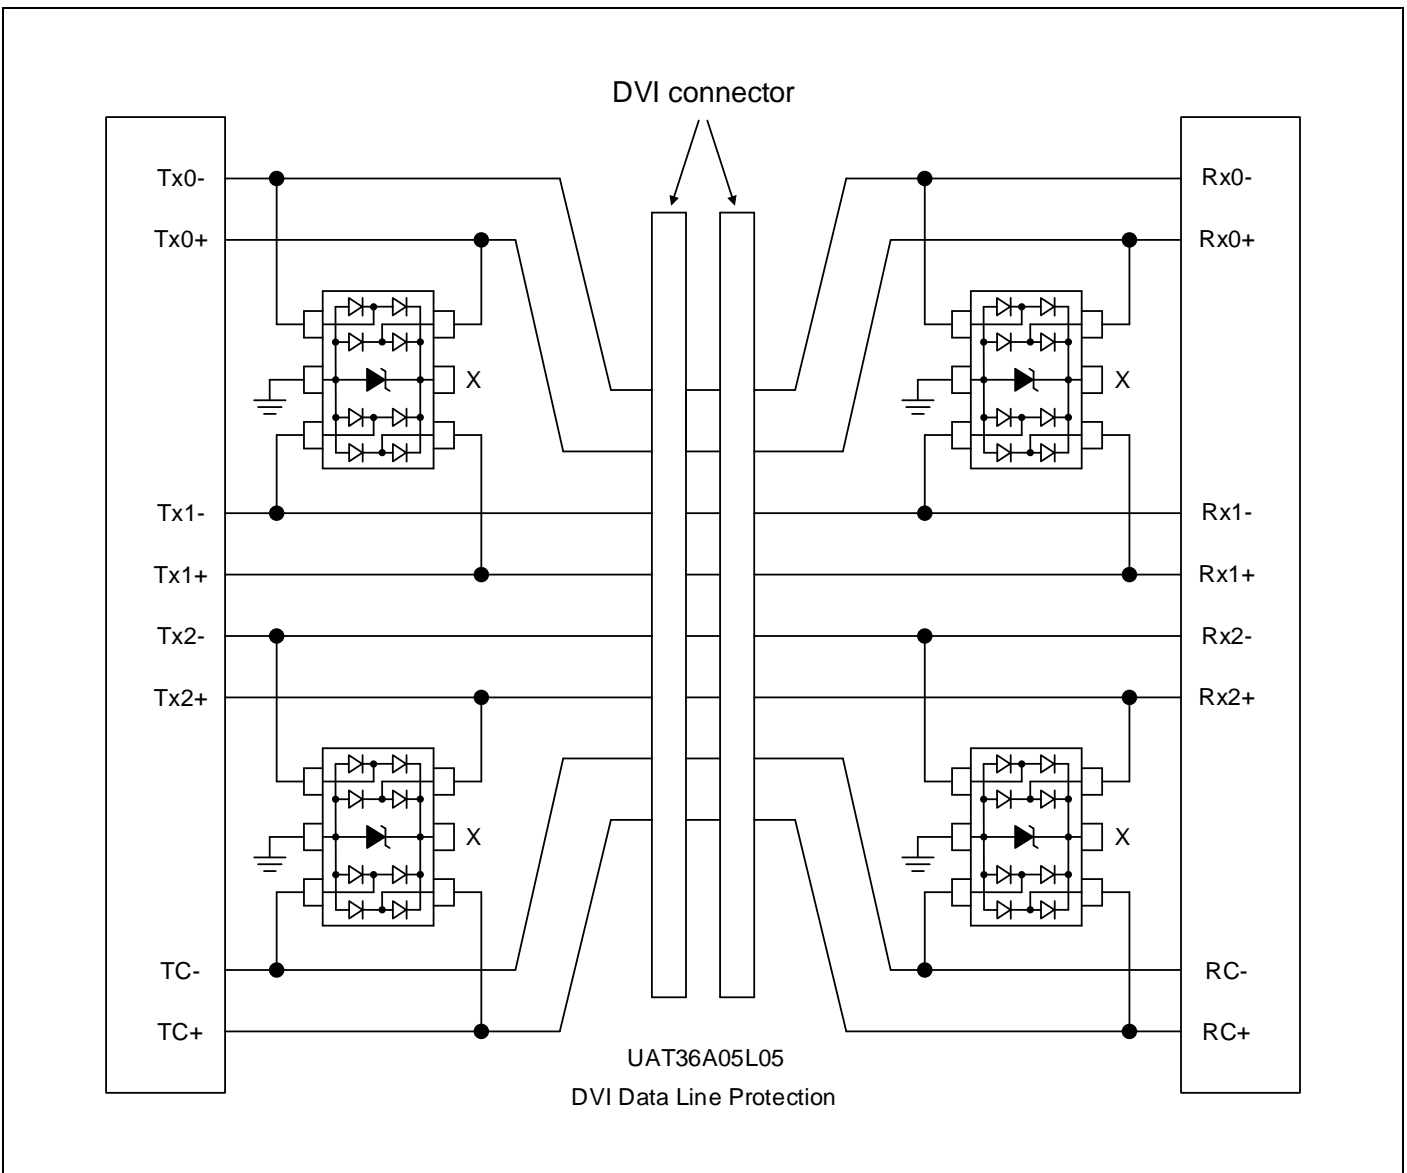 DVI connector
Tx0-
Rx0-
Tx0+
Rx0+
X
X
Tx1-
Rx1-
Tx1+
Rx1+
Tx2-
Rx2-
Tx2+
Rx2+
X
X
TC-
RC-
TC+
RC+
UAT36A05L05
DVI Data Line Protection